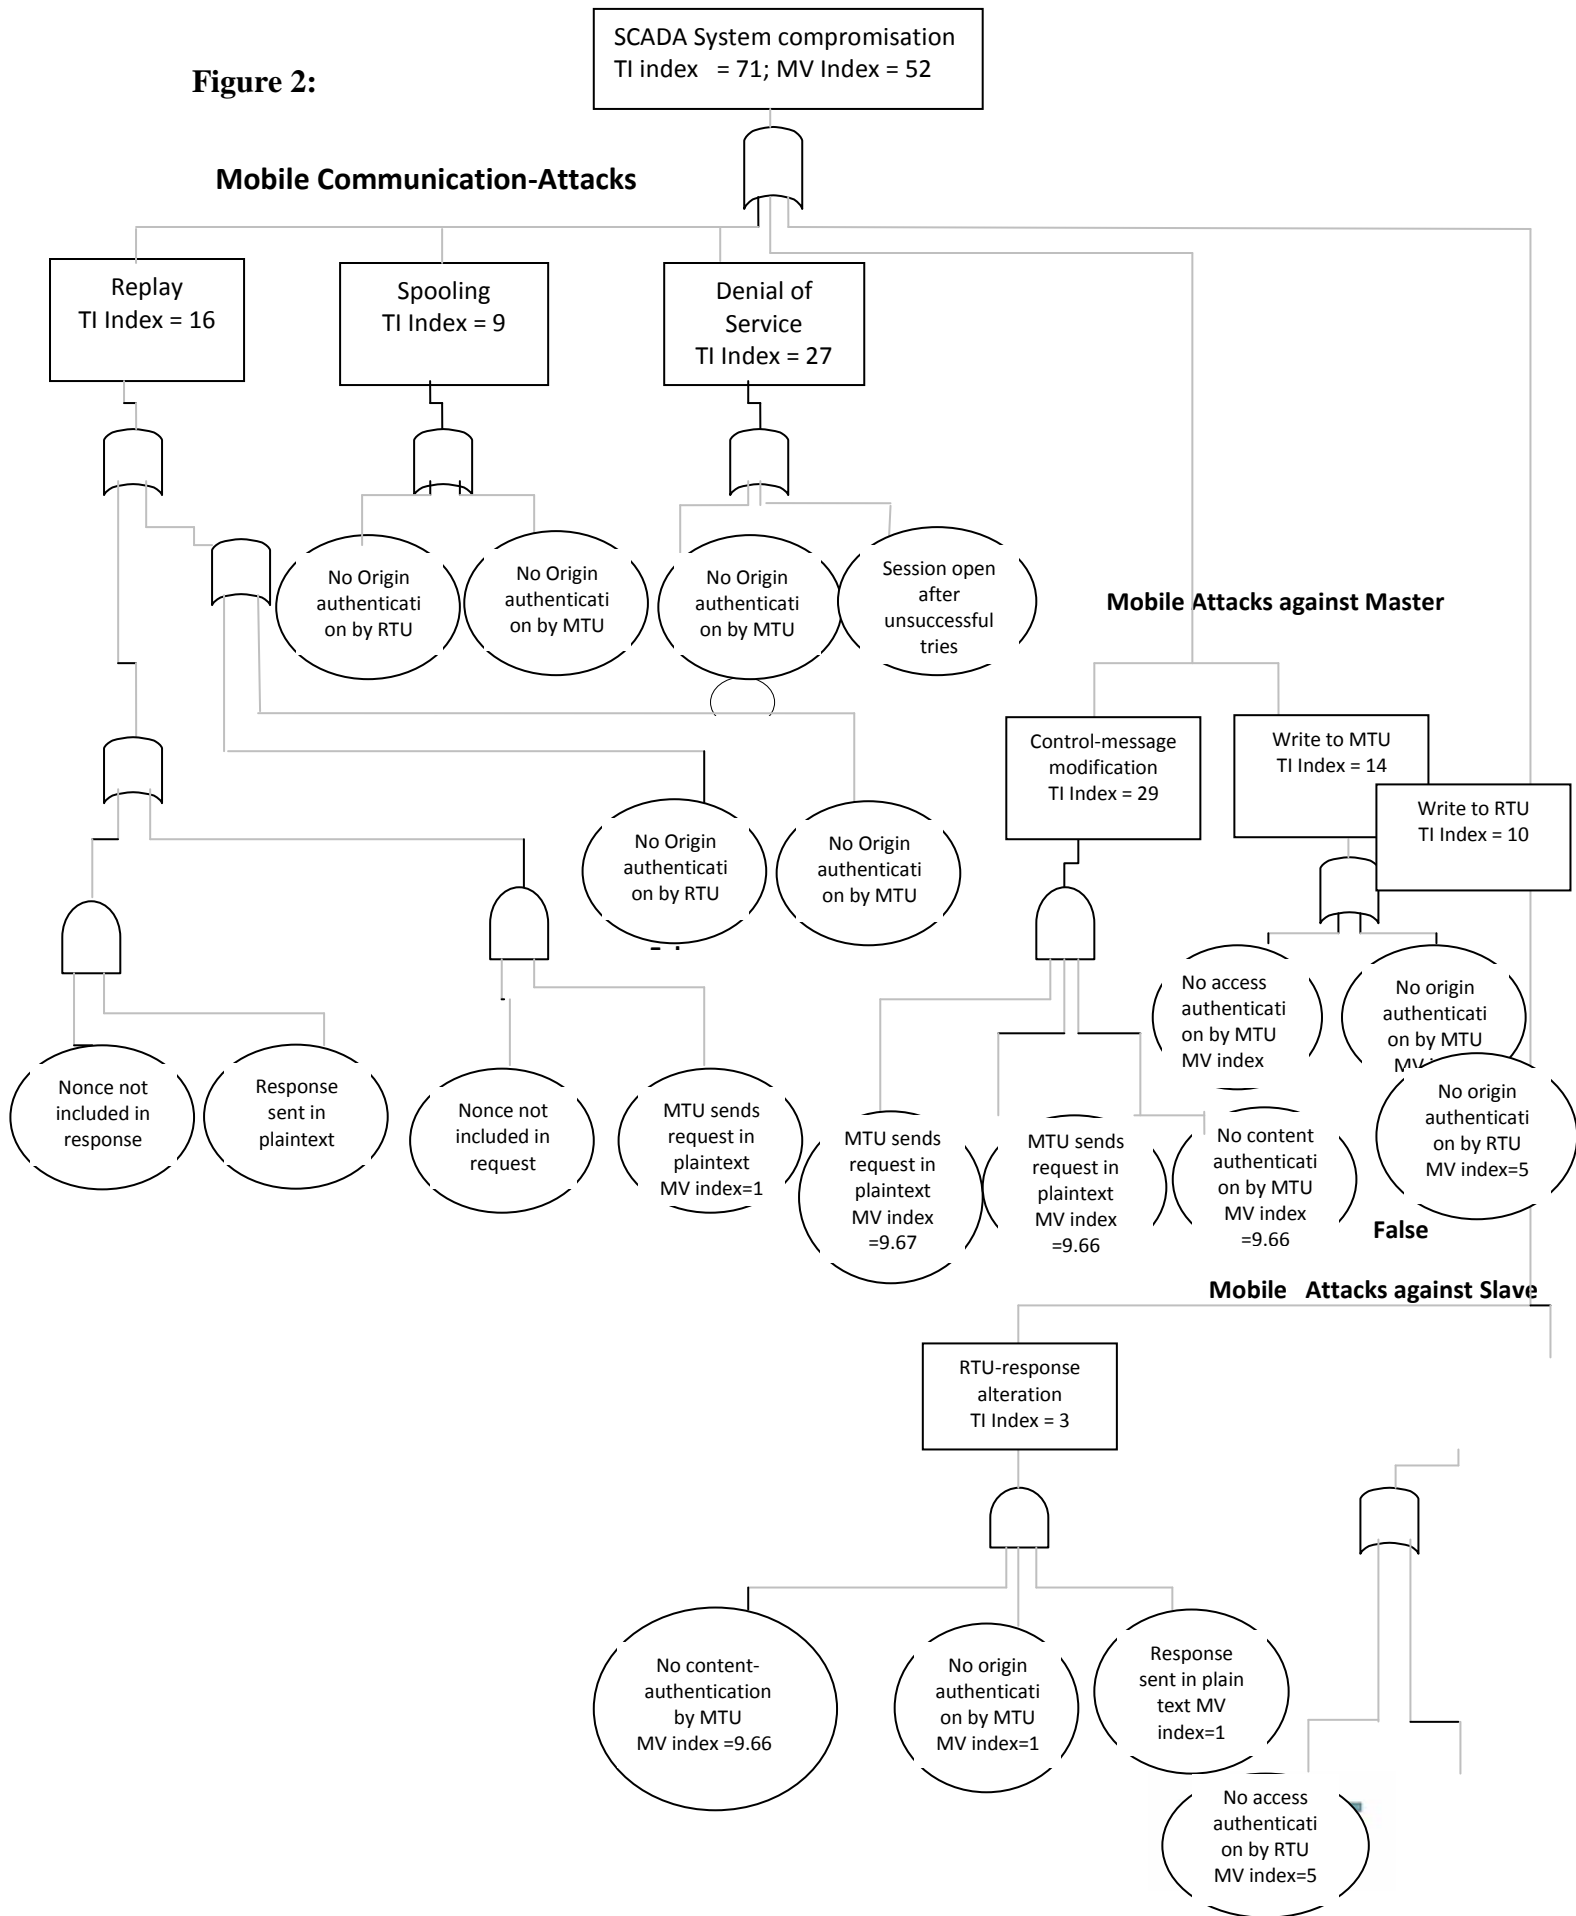 SCADA System compromisation
TI index = 71; MV Index = 52
Figure 2:
Mobile Communication-Attacks
Replay
TI Index = 16
Spooling
TI Index = 9
Denial of
Service
TI Index = 27
No Origin
authenticati
on by RTU
No Origin
authenticati
on by MTU
No Origin
authenticati
on by MTU
Session open
after
unsuccessful
tries
Mobile Attacks against Master
Control-message
modification
TI Index = 29
Write to MTU
TI Index = 14
Write to RTU
TI Index = 10
No Origin
authenticati
on by RTU
No Origin
authenticati
on by MTU
No access
authenticati
on by MTU
MV index
No origin
authenticati
on by MTU
Nonce not
included in
response
Response
sent in
plaintext
Nonce not
included in
request
MTU sends
request in
plaintext
MV index=1
MTU sends
request in
plaintext
MV index
=9.67
MTU sends
request in
plaintext
MV index
=9.66
No content
authenticati
on by MTU
MV index
=9.66
No origin
authenticati
on by RTU
MV index=5
False
Mobile Attacks against Slave
RTU-response
alteration
TI Index = 3
No content-
authentication
by MTU
MV index =9.66
No origin
authenticati
on by MTU
MV index=1
Response
sent in plain
text MV
index=1
No access
authenticati
on by RTU
MV index=5